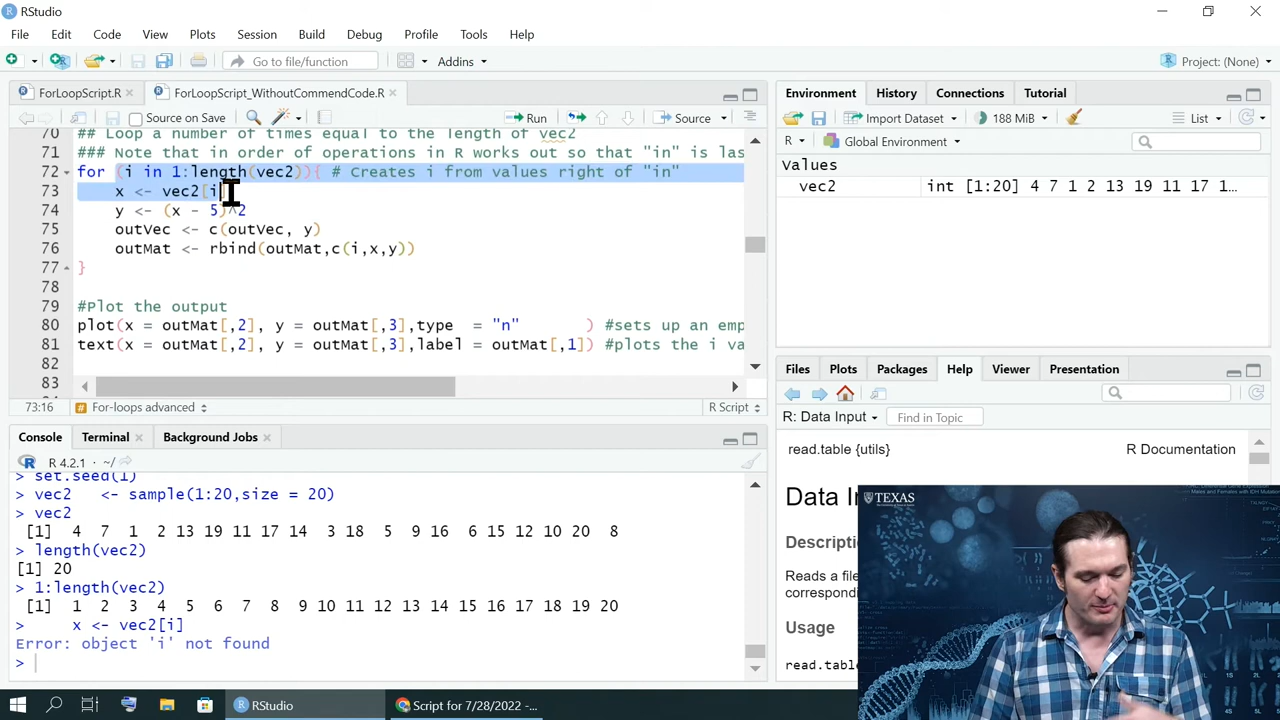 RStudio
File Edit Code View Plots Session Build Debug Profile Tools Help
Go to file/function Addins Project: (None)
ForLoopScript.R ForLoopScript_WithoutCommendCode.R
Source on Save Run Source
70 ## Loop a number of times equal to the length of vec2
71 ### Note that in order of operations in R works out so that "in" is las
72 for (i in 1:length(vec2)){ # Creates i from values right of "in"
73 x <- vec2[i]
74 y <- (x - 5)^2
75 outVec <- c(outVec, y)
76 outMat <- rbind(outMat,c(i,x,y))
77 }
78
79 #Plot the output
80 plot(x = outMat[,2], y = outMat[,3],type = "n" ) #sets up an emp
81 text(x = outMat[,2], y = outMat[,3],label = outMat[,1]) #plots the i va
82
83
73:16 # For-loops advanced R Script
Console Terminal Background Jobs
R 4.2.1 · ~/
> set.seed(1)
> vec2 <- sample(1:20,size = 20)
> vec2
[1] 4 7 1 2 13 19 11 17 14 3 18 5 9 16 6 15 12 10 20 8
> length(vec2)
[1] 20
> 1:length(vec2)
[1] 1 2 3 4 5 6 7 8 9 10 11 12 13 14 15 16 17 18 19 20
> x <- vec2[i]
Error: object 'i' not found
>
Environment History Connections Tutorial
Import Dataset 188 MiB List
R Global Environment
Values
vec2 int [1:20] 4 7 1 2 13 19 11 17 1…
Files Plots Packages Help Viewer Presentation
R: Data Input Find in Topic
read.table {utils} R Documentation
Data In
Descriptio
Reads a file
correspond
Usage
read.table
TEXAS
RStudio Script for 7/28/2022 -...